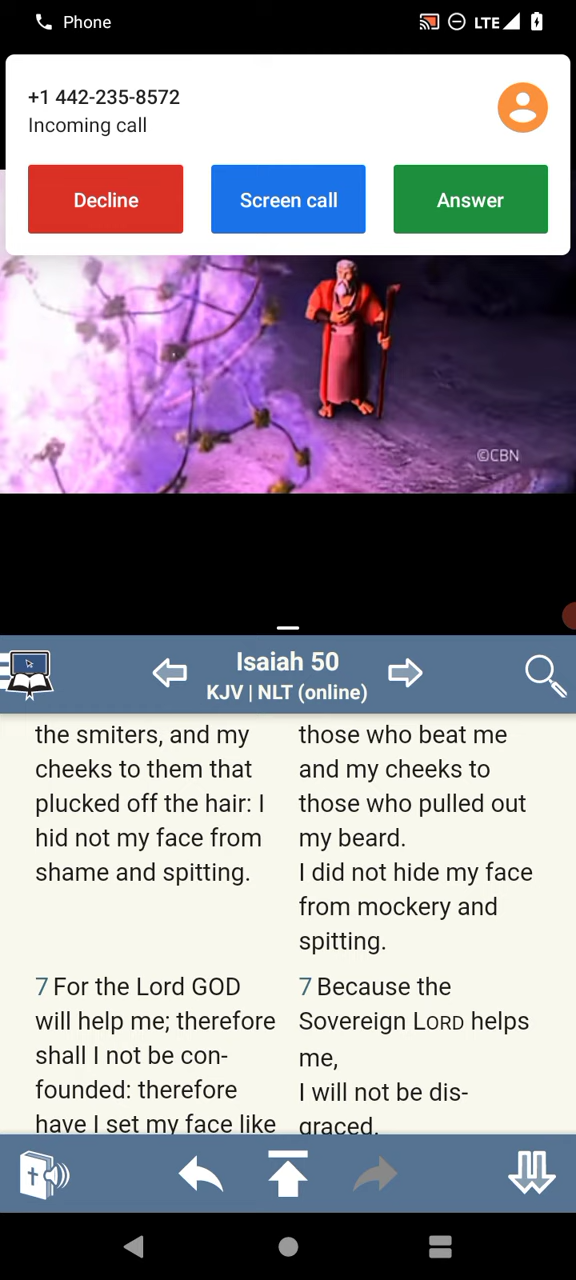 Phone
LTE
+1 442-235-8572
Incoming call
Decline
Screen call
Answer
©CBN
Isaiah 50
KJV | NLT (online)
the smiters, and my
cheeks to them that
plucked off the hair: I
hid not my face from
shame and spitting.
those who beat me
and my cheeks to
those who pulled out
my beard.
I did not hide my face
from mockery and
spitting.
7 For the Lord GOD
will help me; therefore
shall I not be con-
founded: therefore
have I set my face like
7 Because the
Sovereign LORD helps
me,
I will not be dis-
graced.